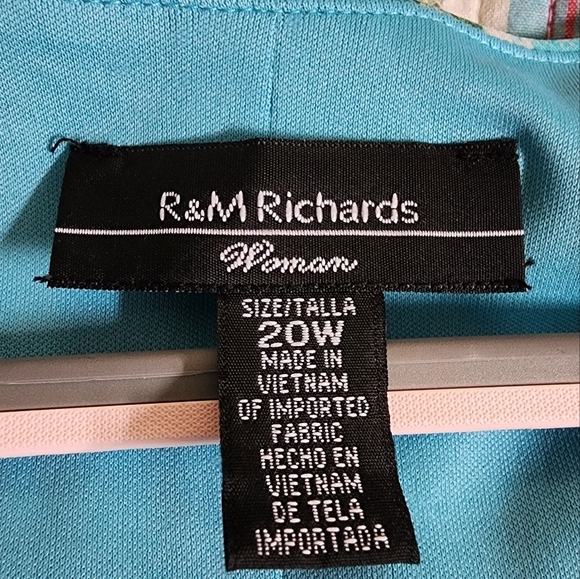 R&M Richards
Woman
SIZE/TALLA
20W
MADE IN
VIETNAM
OF IMPORTED
FABRIC
HECHO EN
VIETNAM
DE TELA
IMPORTADA